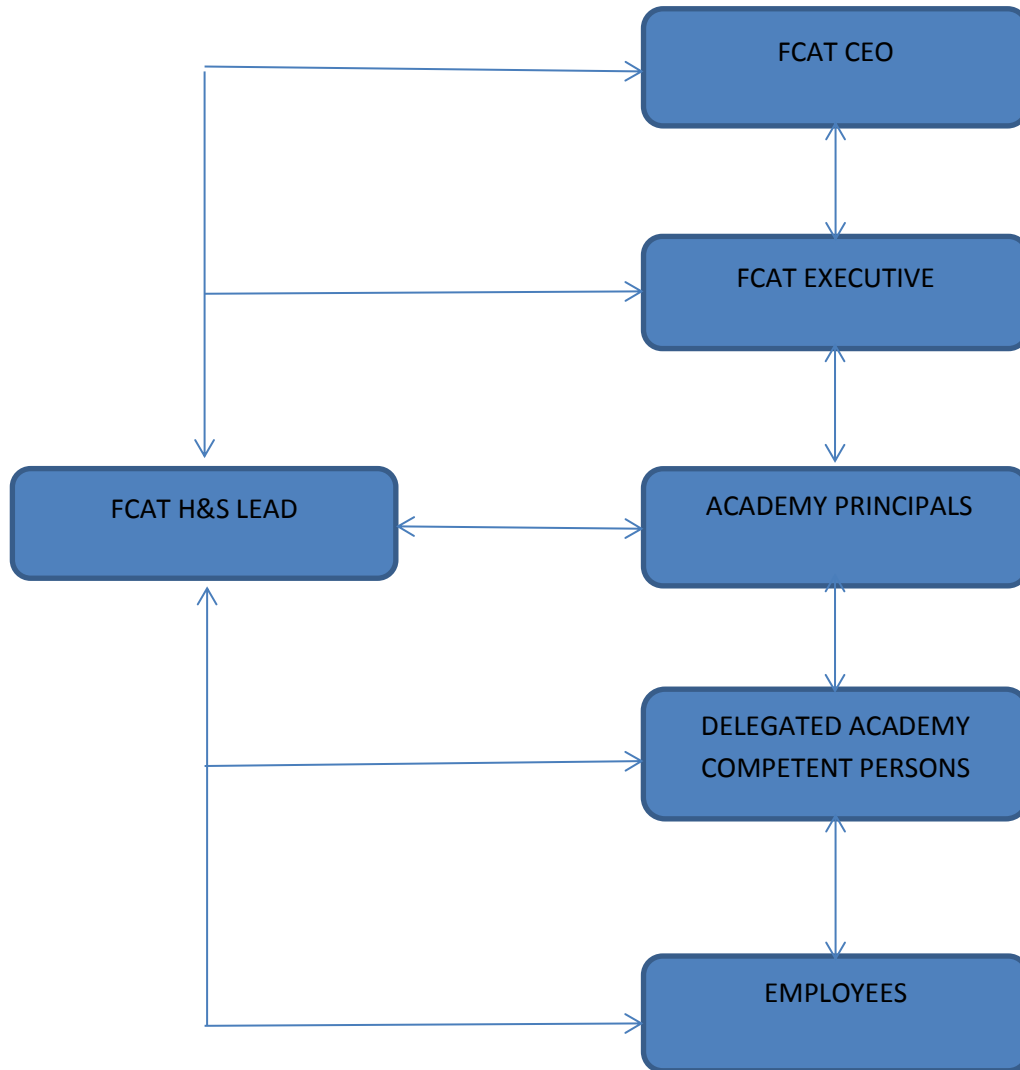 FCAT CEO
FCAT EXECUTIVE
FCAT H&S LEAD
ACADEMY PRINCIPALS
DELEGATED ACADEMY
COMPETENT PERSONS
EMPLOYEES